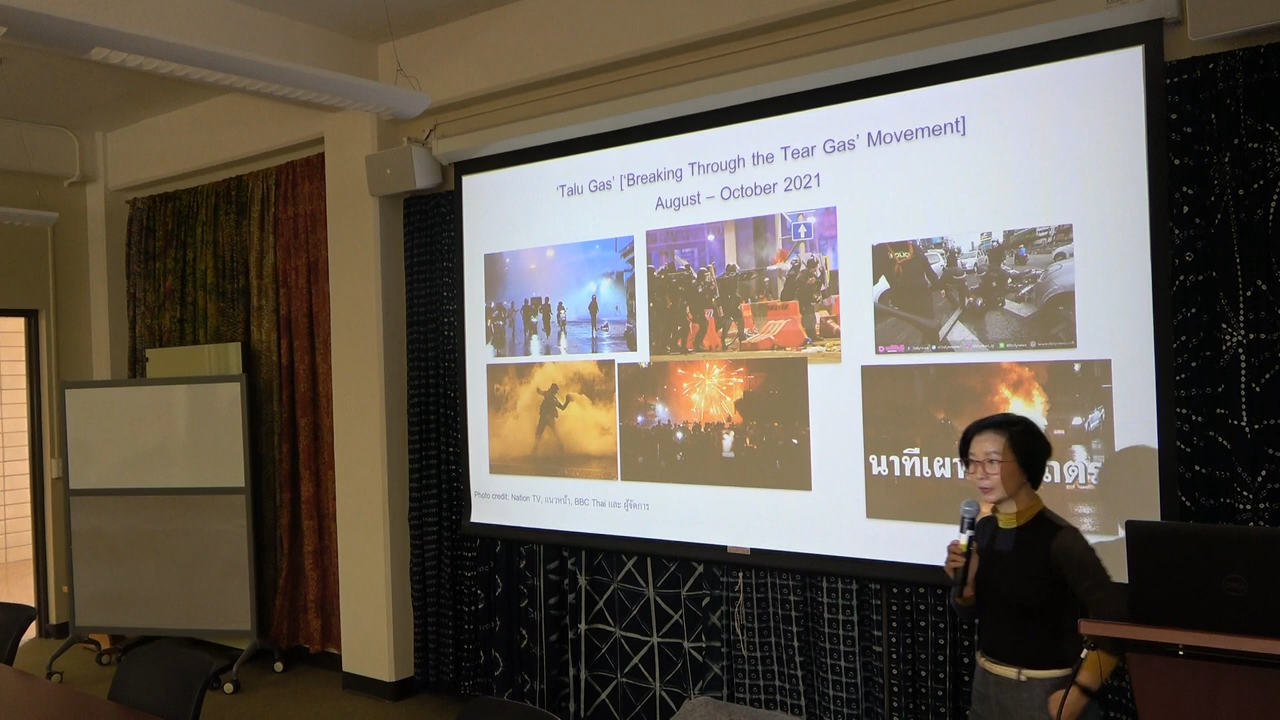 ‘Talu Gas’ [‘Breaking Through the Tear Gas’ Movement]
August – October 2021
นาทีเผา
Photo credit: Nation TV, แนวหน้า, BBC Thai และ ผู้จัดการ